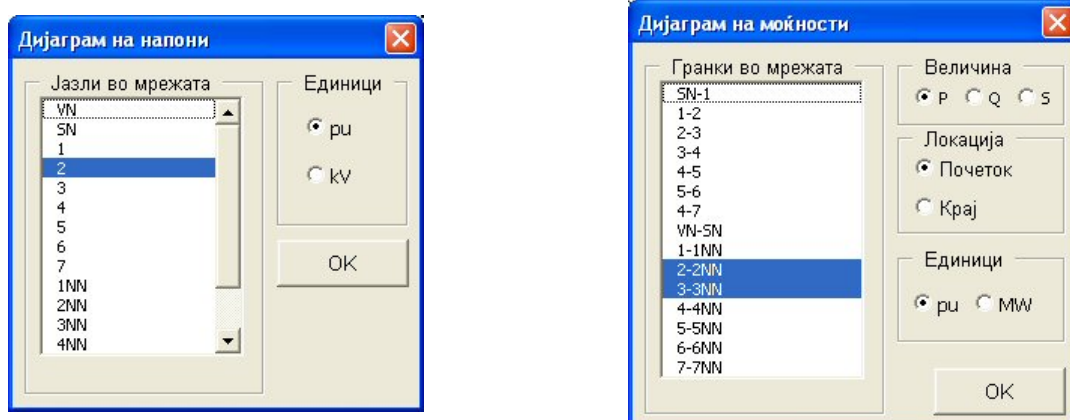 Дијаграм на напони
Јазли во мрежата
VN
SN
1
2
3
4
5
6
7
1NN
2NN
3NN
4NN
Единици
pu
kV
OK
Дијаграм на моќности
Гранки во мрежата
SN-1
1-2
2-3
3-4
4-5
5-6
4-7
VN-SN
1-1NN
2-2NN
3-3NN
4-4NN
5-5NN
6-6NN
7-7NN
Величина
P Q S
Локација
Почеток
Крај
Единици
pu MW
OK